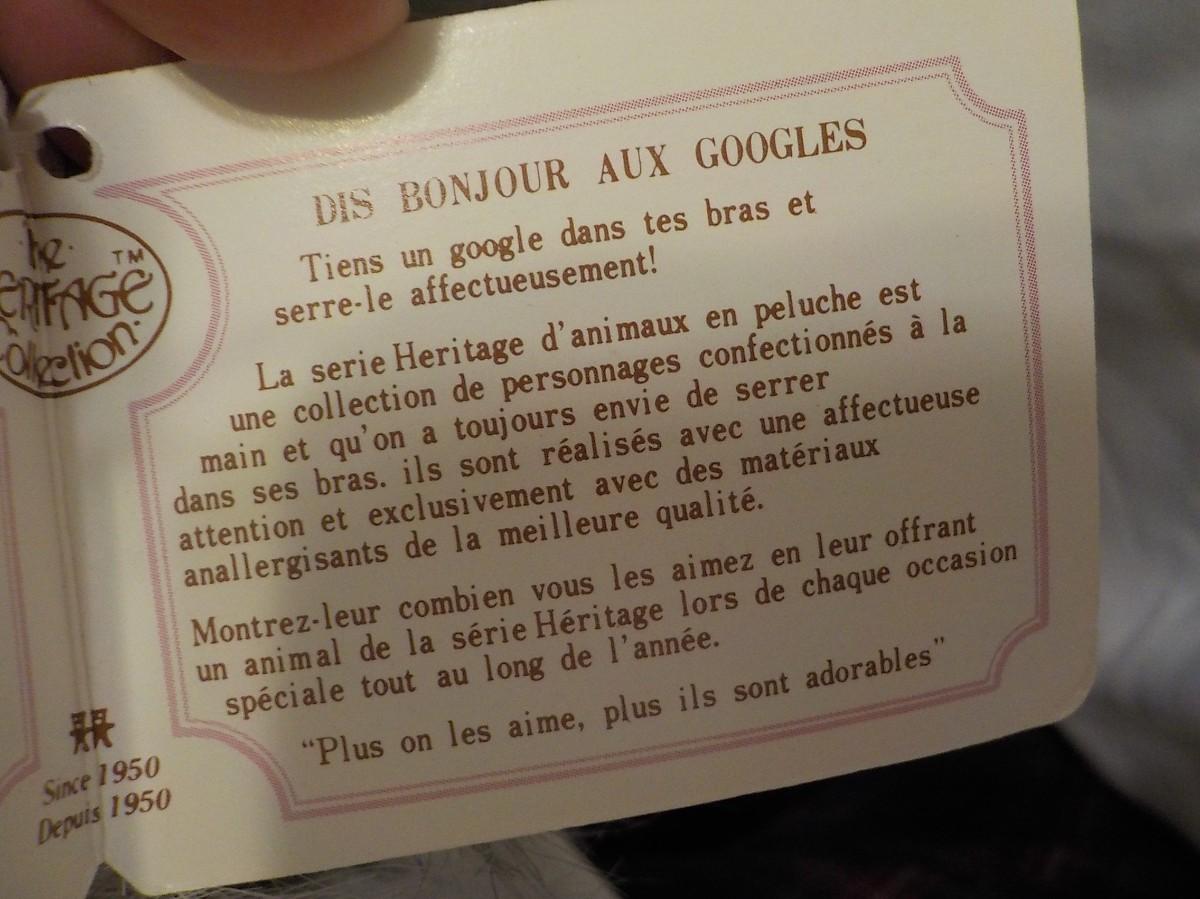 DIS BONJOUR AUX GOOGLES
Tiens un google dans tes bras et
serre-le affectueusement!
La serie Heritage d'animaux en peluche est
une collection de personnages confectionnés à la
main et qu'on a toujours envie de serrer
dans ses bras. ils sont réalisés avec une affectueuse
attention et exclusivement avec des matériaux
anallergisants de la meilleure qualité.
Montrez-leur combien vous les aimez en leur offrant
un animal de la série Héritage lors de chaque occasion
spéciale tout au long de l'année.
"Plus on les aime, plus ils sont adorables"
TM
Since 1950
Depuis 1950